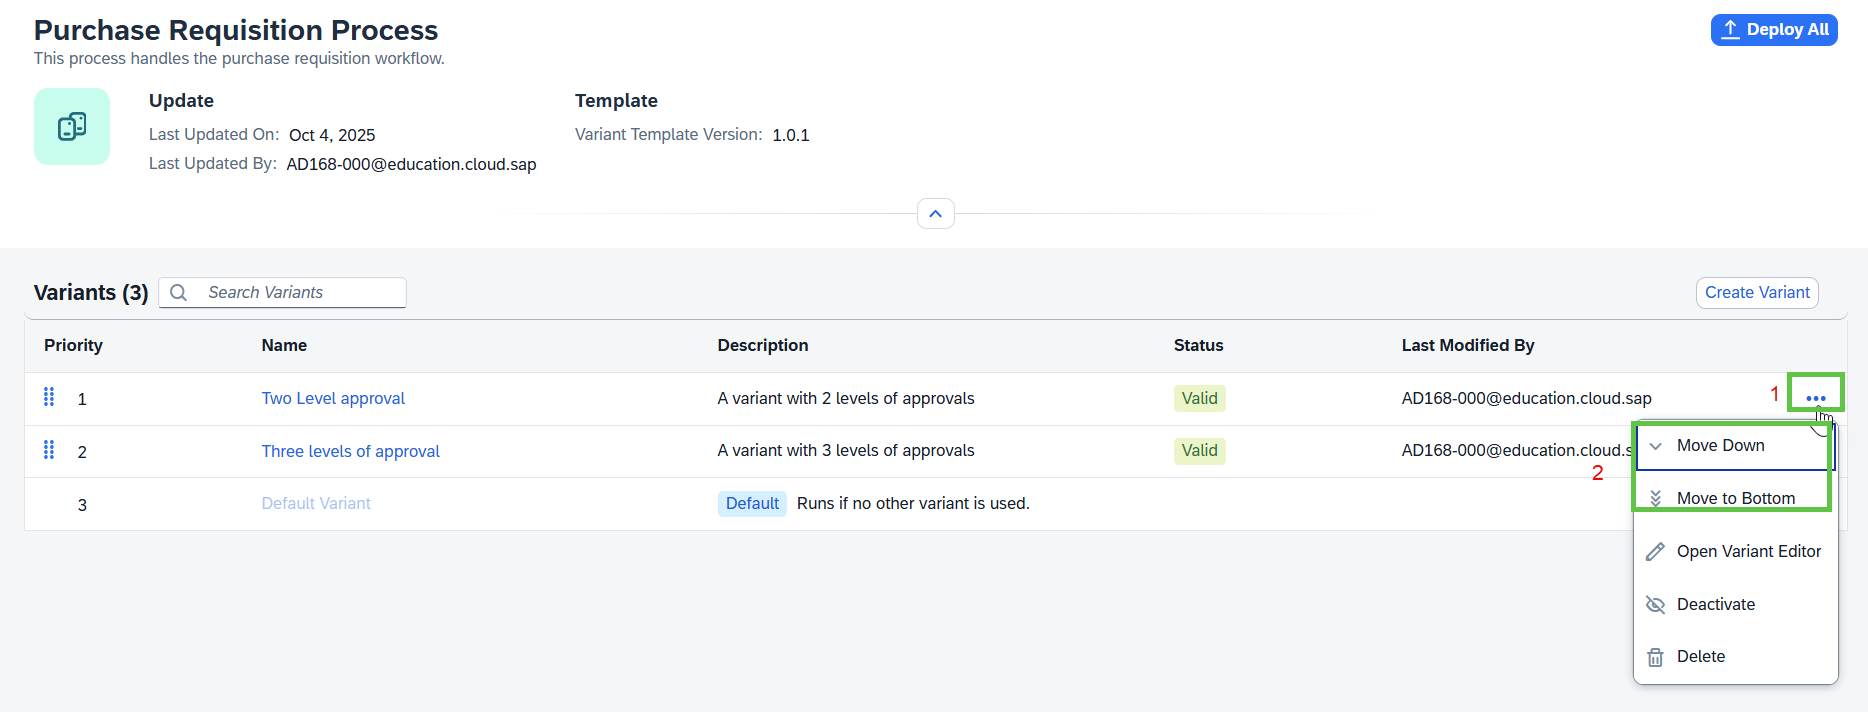 Purchase Requisition Process
Deploy All
This process handles the purchase requisition workflow.
Update
Template
Last Updated On: Oct 4, 2025
Variant Template Version: 1.0.1
Last Updated By: AD168-000@education.cloud.sap
Variants (3)
Search Variants
Create Variant
Priority Name Description Status Last Modified By
1 Two Level approval A variant with 2 levels of approvals Valid AD168-000@education.cloud.sap 1
2 Three levels of approval A variant with 3 levels of approvals Valid AD168-000@education.cloud.s
3 Default Variant Default Runs if no other variant is used.
2
Move Down
Move to Bottom
Open Variant Editor
Deactivate
Delete